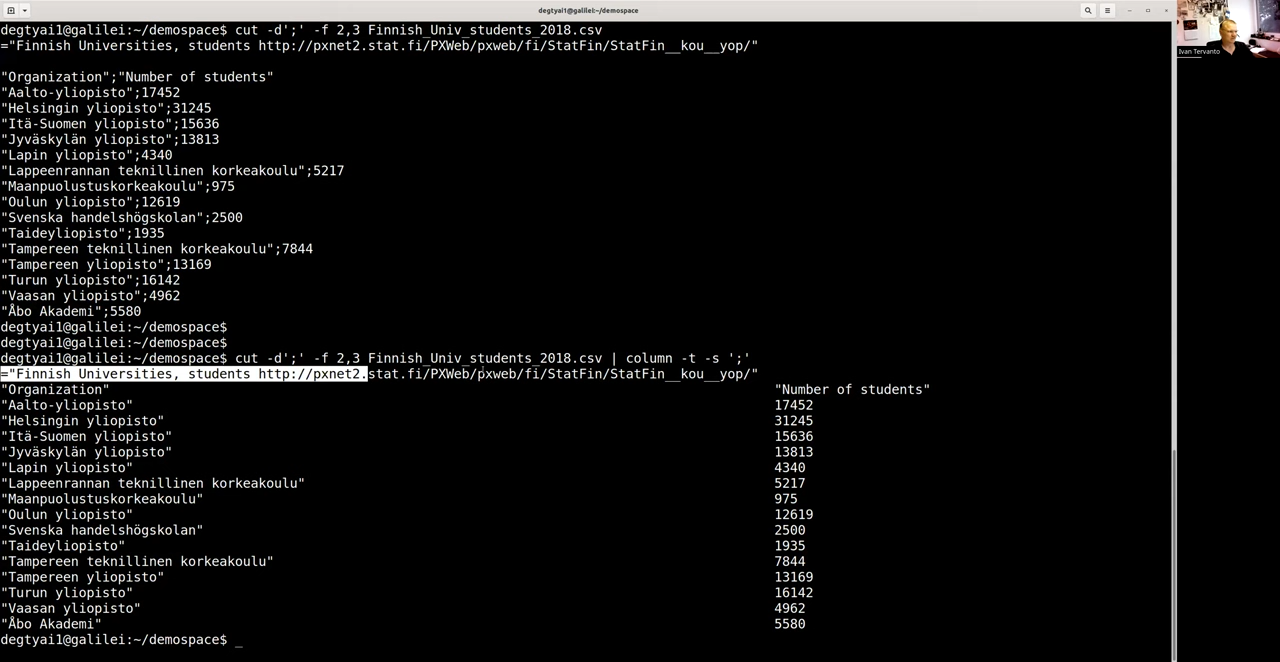 degtyai1@galilei:~/demospace
Ivan Tervanto
degtyai1@galilei:~/demospace$ cut -d';' -f 2,3 Finnish_Univ_students_2018.csv
="Finnish Universities, students http://pxnet2.stat.fi/PXWeb/pxweb/fi/StatFin/StatFin__kou__yop/"
"Organization";"Number of students"
"Aalto-yliopisto";17452
"Helsingin yliopisto";31245
"Itä-Suomen yliopisto";15636
"Jyväskylän yliopisto";13813
"Lapin yliopisto";4340
"Lappeenrannan teknillinen korkeakoulu";5217
"Maanpuolustuskorkeakoulu";975
"Oulun yliopisto";12619
"Svenska handelshögskolan";2500
"Taideyliopisto";1935
"Tampereen teknillinen korkeakoulu";7844
"Tampereen yliopisto";13169
"Turun yliopisto";16142
"Vaasan yliopisto";4962
"Åbo Akademi";5580
degtyai1@galilei:~/demospace$
degtyai1@galilei:~/demospace$
degtyai1@galilei:~/demospace$ cut -d';' -f 2,3 Finnish_Univ_students_2018.csv | column -t -s ';'
="Finnish Universities, students http://pxnet2.stat.fi/PXWeb/pxweb/fi/StatFin/StatFin__kou__yop/"
"Organization" "Number of students"
"Aalto-yliopisto" 17452
"Helsingin yliopisto" 31245
"Itä-Suomen yliopisto" 15636
"Jyväskylän yliopisto" 13813
"Lapin yliopisto" 4340
"Lappeenrannan teknillinen korkeakoulu" 5217
"Maanpuolustuskorkeakoulu" 975
"Oulun yliopisto" 12619
"Svenska handelshögskolan" 2500
"Taideyliopisto" 1935
"Tampereen teknillinen korkeakoulu" 7844
"Tampereen yliopisto" 13169
"Turun yliopisto" 16142
"Vaasan yliopisto" 4962
"Åbo Akademi" 5580
degtyai1@galilei:~/demospace$ _